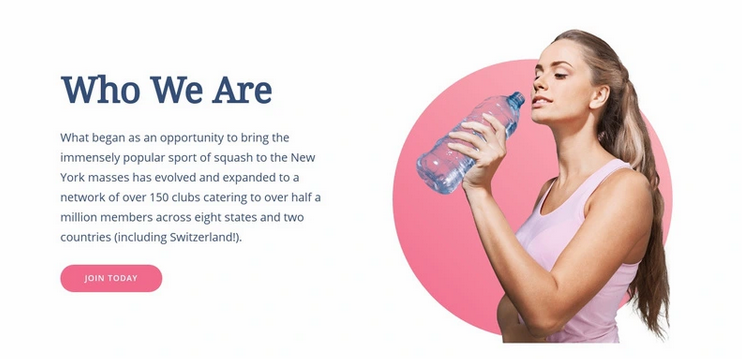 Who We Are
What began as an opportunity to bring the
immensely popular sport of squash to the New
York masses has evolved and expanded to a
network of over 150 clubs catering to over half a
million members across eight states and two
countries (including Switzerland!).
JOIN TODAY